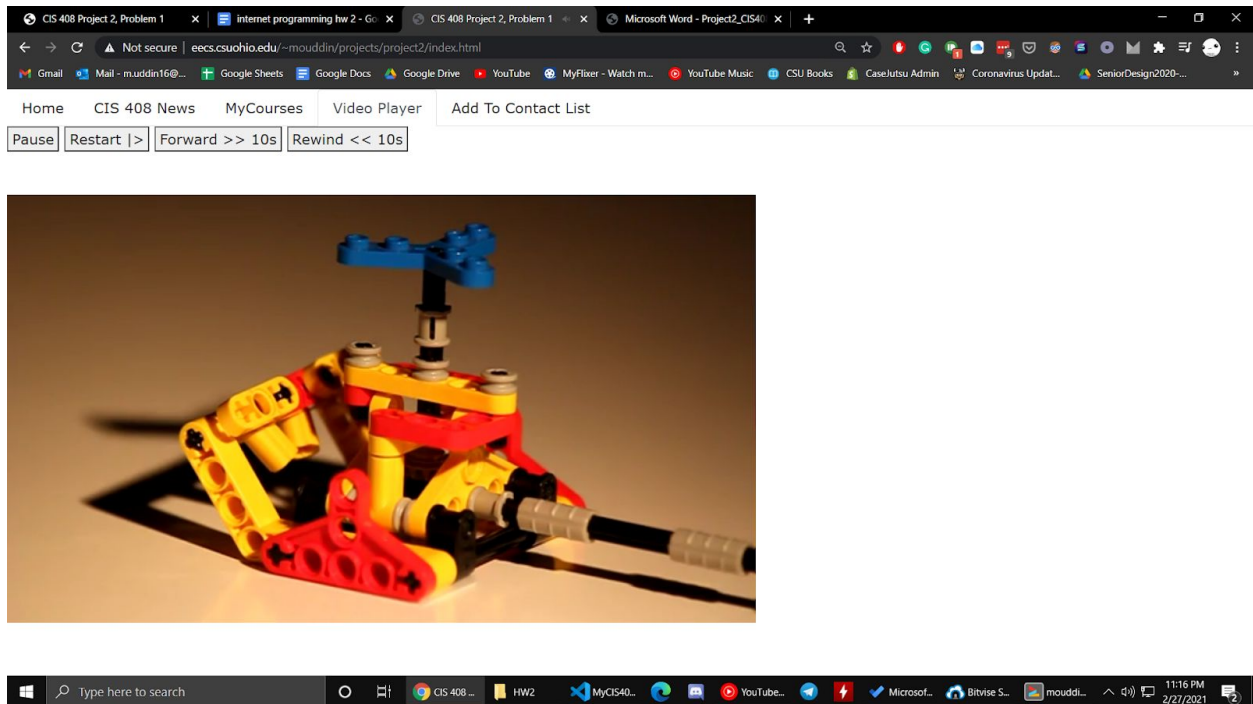 CIS 408 Project 2, Problem 1
internet programming hw 2 - Go
CIS 408 Project 2, Problem 1
Microsoft Word - Project2_CIS40
Not secure | eecs.csuohio.edu/~mouddin/projects/project2/index.html
Gmail Mail - m.uddin16@... Google Sheets Google Docs Google Drive YouTube MyFlixer - Watch m... YouTube Music CSU Books CaseJutsu Admin Coronavirus Updat... SeniorDesign2020-... »
Home CIS 408 News MyCourses Video Player Add To Contact List
Pause Restart |> Forward >> 10s Rewind << 10s
Type here to search CIS 408 ... HW2 MyCIS40... YouTube... Microsof... Bitvise S... mouddi... 11:16 PM
2/27/2021